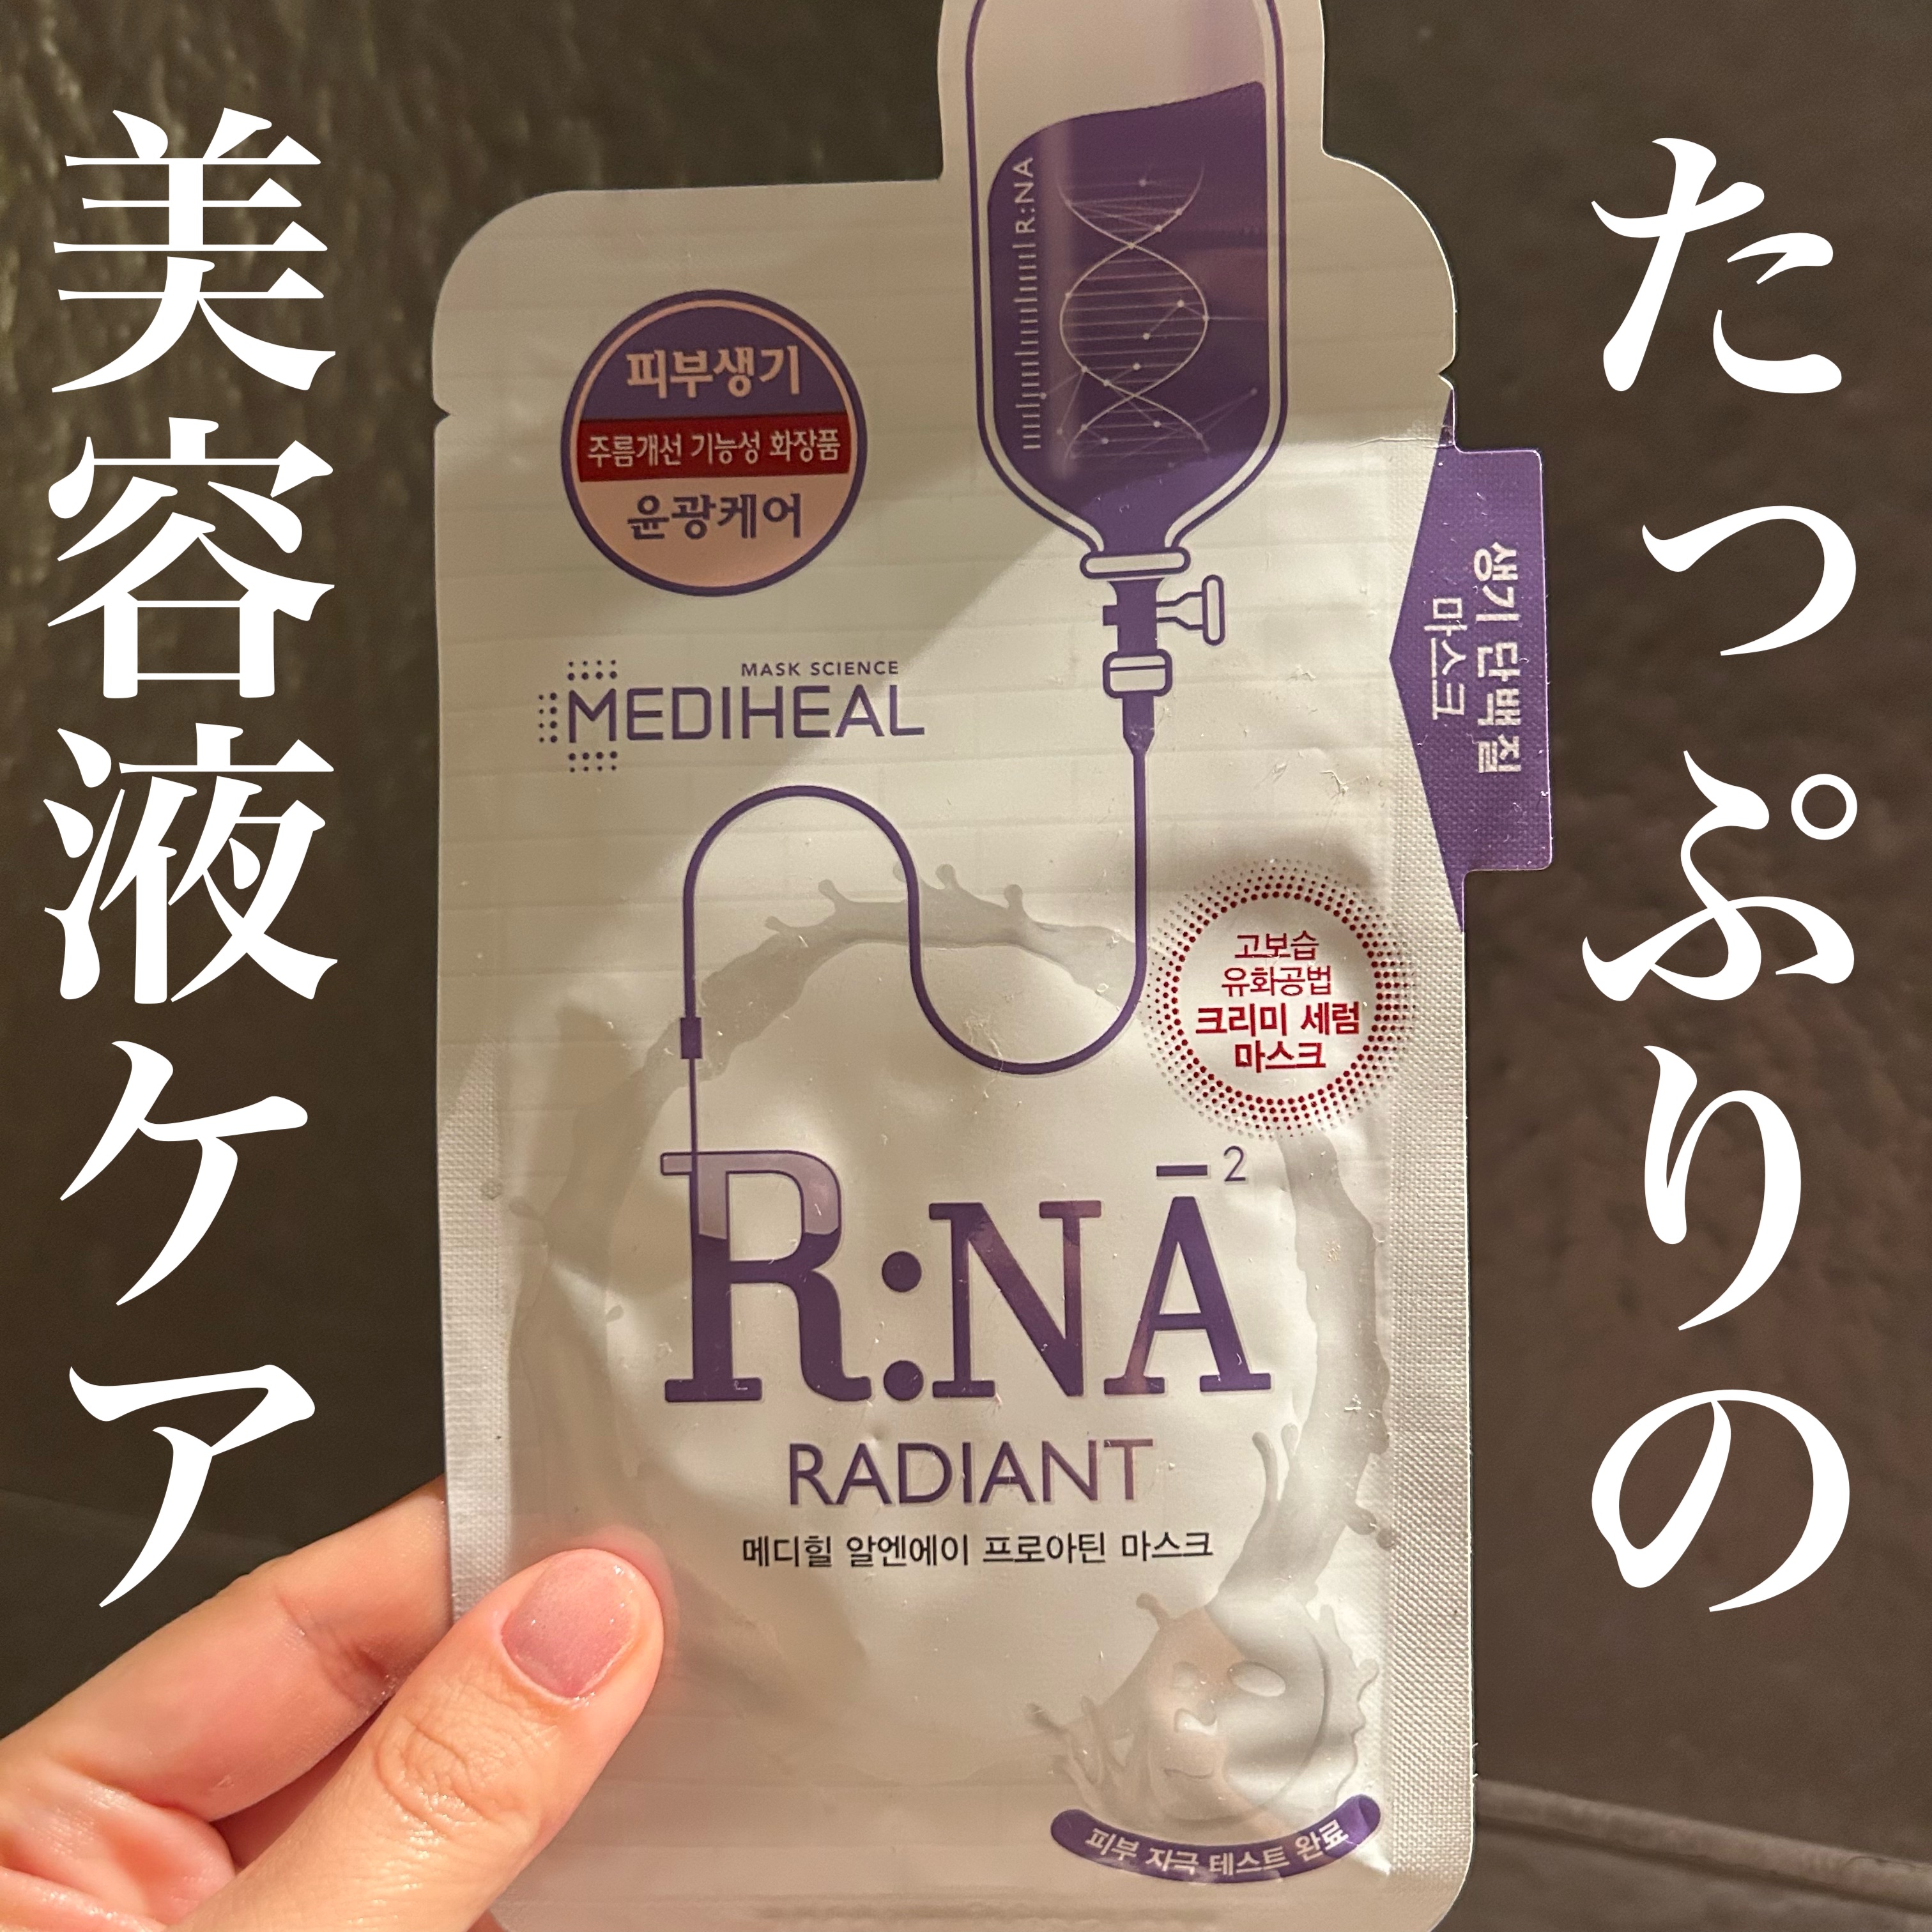 たっぷりの
美容液ケア
R:NA
피부생기
주름개선 기능성 화장품
윤광케어
생기 단백질
마스크
MASK SCIENCE
MEDIHEAL
고보습
유화공법
크리미 세럼
마스크
R:NĀ²
RADIANT
메디힐 알엔에이 프로아틴 마스크
피부 자극 테스트 완료